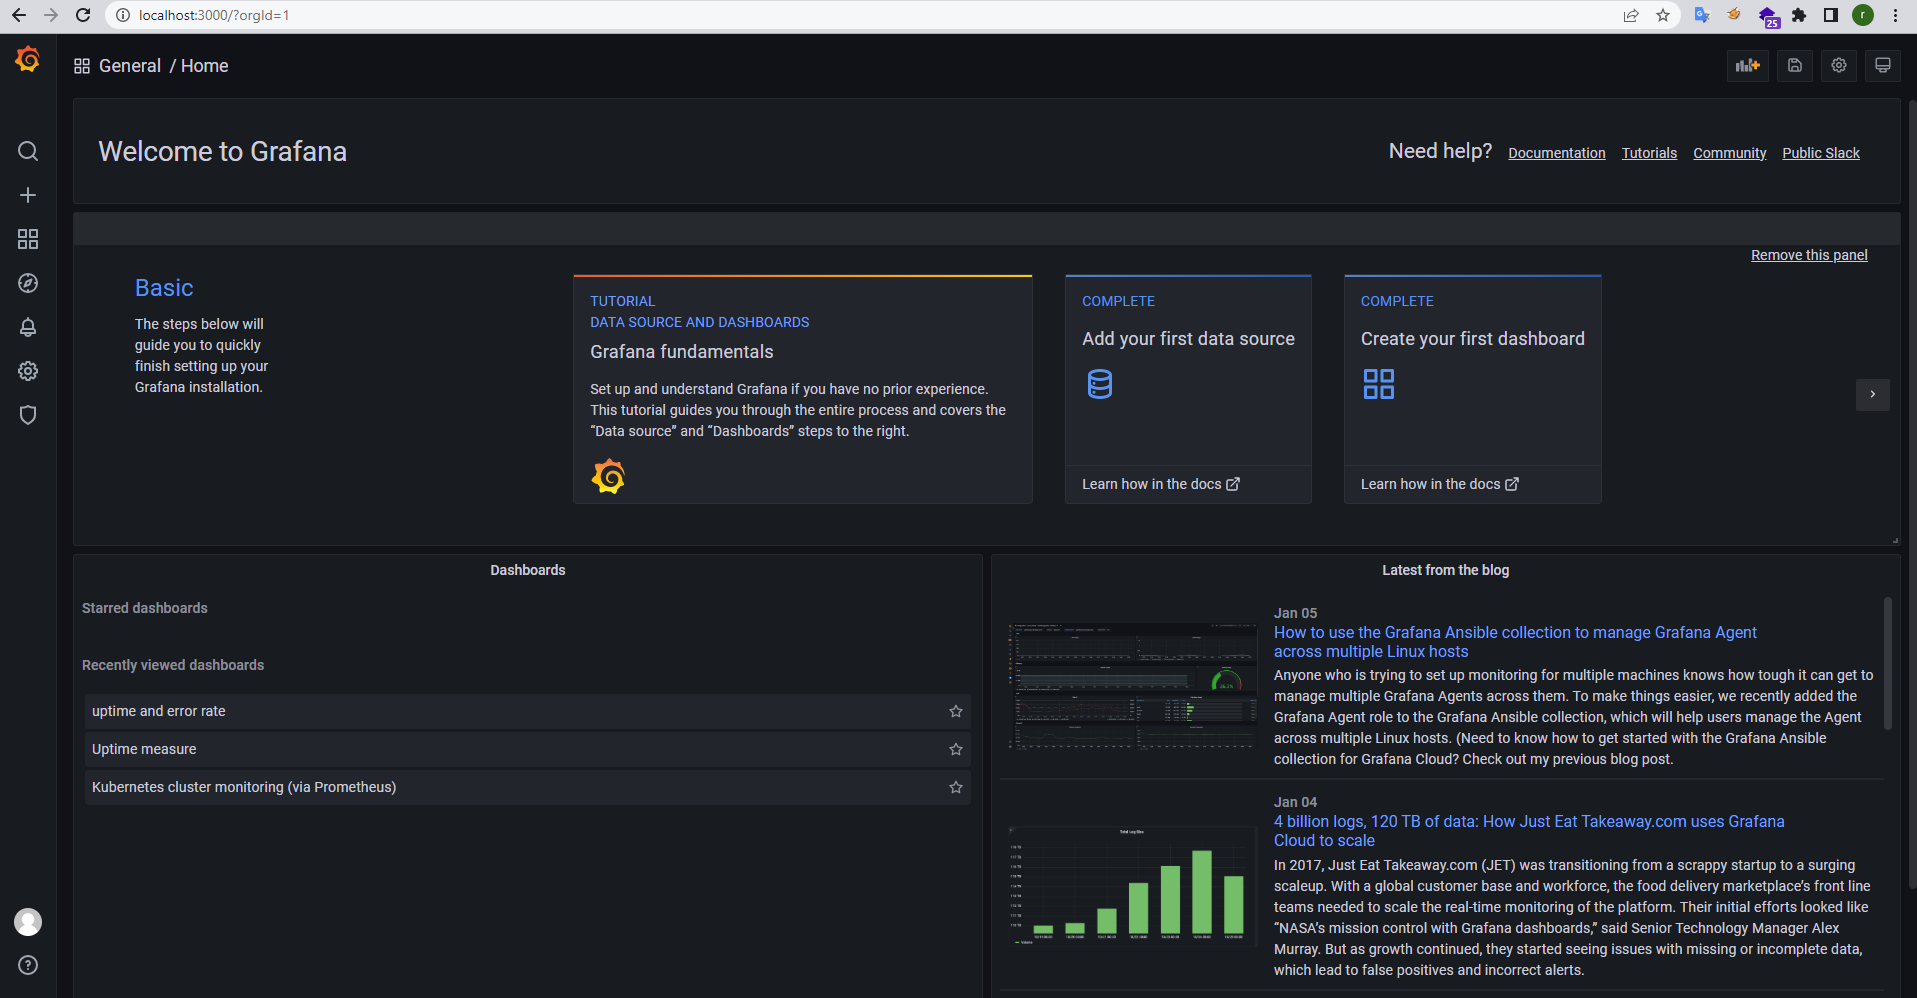 localhost:3000/?orgId=1
25
r
General / Home
Welcome to Grafana
Need help? Documentation Tutorials Community Public Slack
Remove this panel
Basic
The steps below will
guide you to quickly
finish setting up your
Grafana installation.
TUTORIAL
DATA SOURCE AND DASHBOARDS
Grafana fundamentals
Set up and understand Grafana if you have no prior experience.
This tutorial guides you through the entire process and covers the
“Data source” and “Dashboards” steps to the right.
COMPLETE
Add your first data source
Learn how in the docs
COMPLETE
Create your first dashboard
Learn how in the docs
Dashboards
Starred dashboards
Recently viewed dashboards
uptime and error rate
Uptime measure
Kubernetes cluster monitoring (via Prometheus)
Latest from the blog
Jan 05
How to use the Grafana Ansible collection to manage Grafana Agent
across multiple Linux hosts
Anyone who is trying to set up monitoring for multiple machines knows how tough it can get to
manage multiple Grafana Agents across them. To make things easier, we recently added the
Grafana Agent role to the Grafana Ansible collection, which will help users manage the Agent
across multiple Linux hosts. (Need to know how to get started with the Grafana Ansible
collection for Grafana Cloud? Check out my previous blog post.
Jan 04
4 billion logs, 120 TB of data: How Just Eat Takeaway.com uses Grafana
Cloud to scale
In 2017, Just Eat Takeaway.com (JET) was transitioning from a scrappy startup to a surging
scaleup. With a global customer base and workforce, the food delivery marketplace’s front line
teams needed to scale the real-time monitoring of the platform. Their initial efforts looked like
“NASA’s mission control with Grafana dashboards,” said Senior Technology Manager Alex
Murray. But as growth continued, they started seeing issues with missing or incomplete data,
which lead to false positives and incorrect alerts.